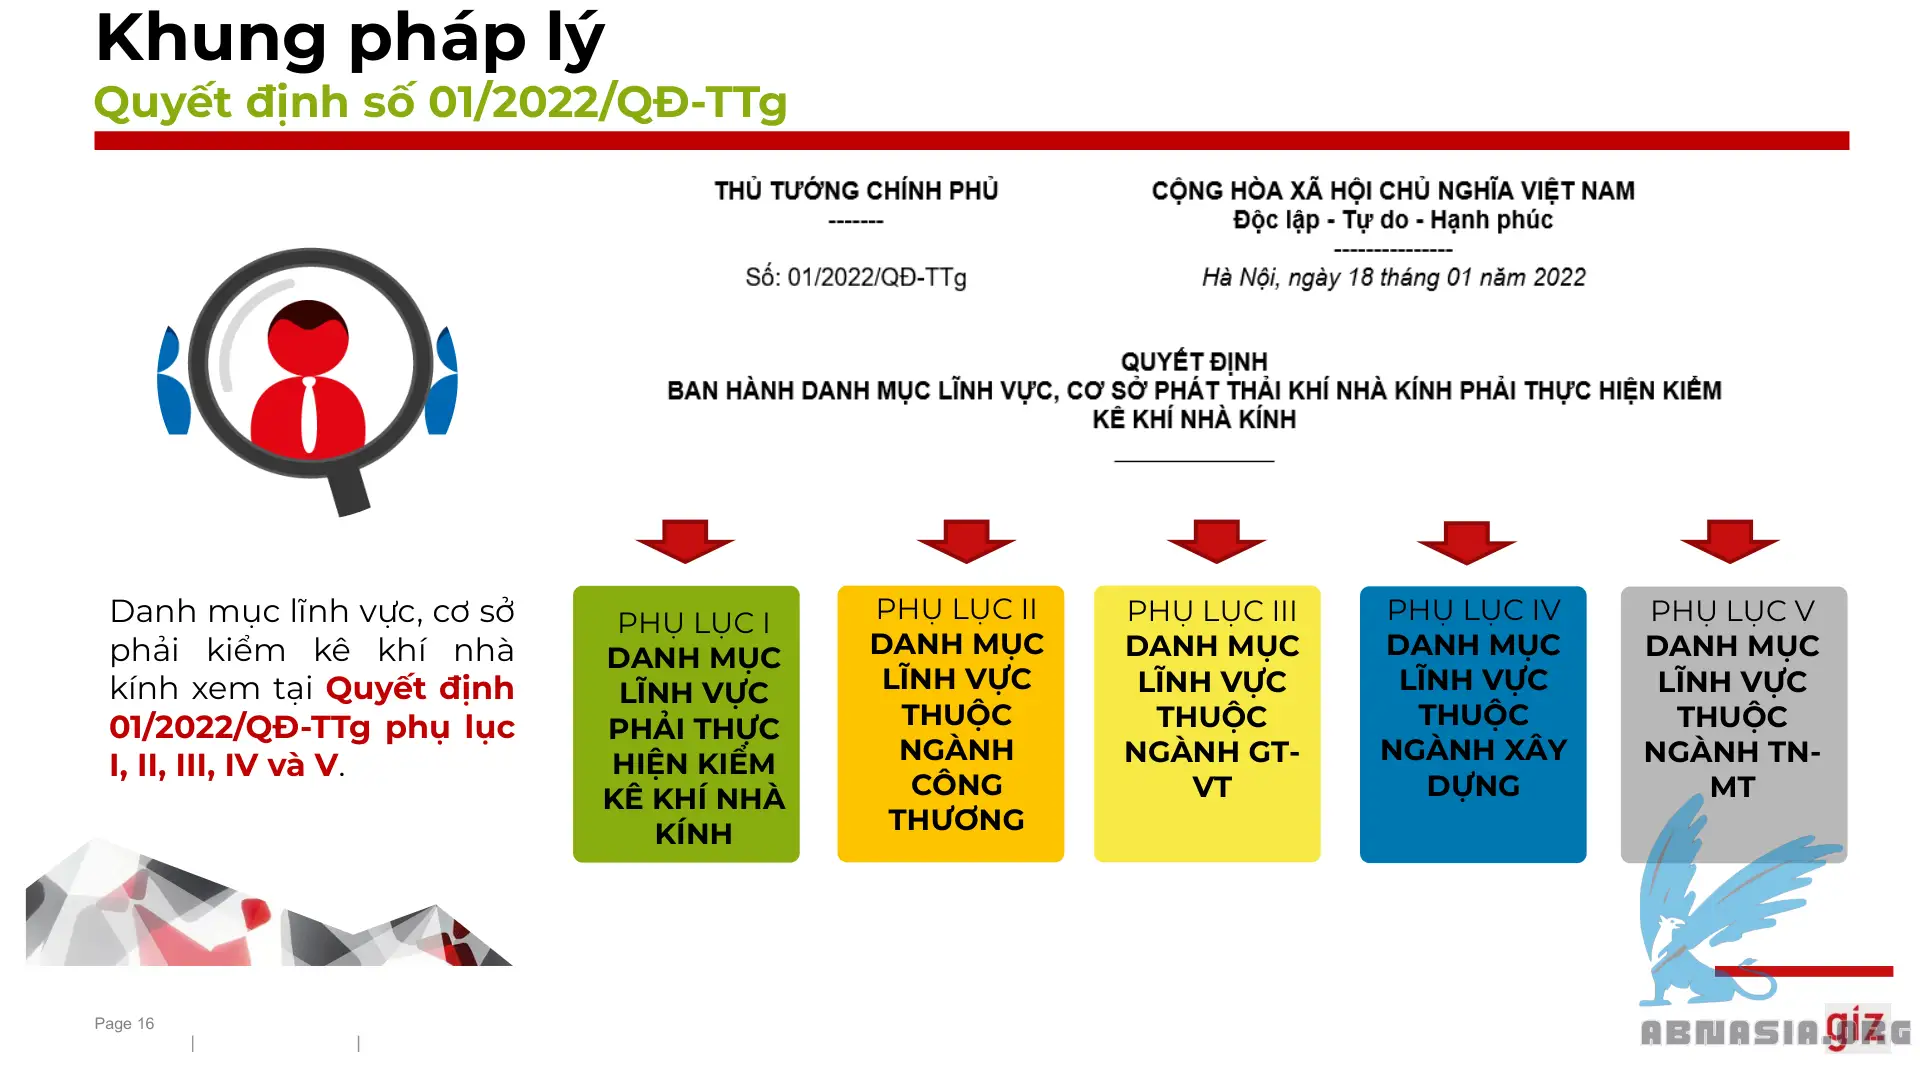 Khung pháp lý
Quyết định số 01/2022/QĐ-TTg
THỦ TƯỚNG CHÍNH PHỦ
-------
Số: 01/2022/QĐ-TTg
CỘNG HÒA XÃ HỘI CHỦ NGHĨA VIỆT NAM
Độc lập - Tự do - Hạnh phúc
---------------
Hà Nội, ngày 18 tháng 01 năm 2022
QUYẾT ĐỊNH
BAN HÀNH DANH MỤC LĨNH VỰC, CƠ SỞ PHÁT THẢI KHÍ NHÀ KÍNH PHẢI THỰC HIỆN KIỂM
KÊ KHÍ NHÀ KÍNH
Danh mục lĩnh vực, cơ sở
phải kiểm kê khí nhà
kính xem tại Quyết định
01/2022/QĐ-TTg phụ lục
I, II, III, IV và V.
PHỤ LỤC I
DANH MỤC
LĨNH VỰC
PHẢI THỰC
HIỆN KIỂM
KÊ KHÍ NHÀ
KÍNH
PHỤ LỤC II
DANH MỤC
LĨNH VỰC
THUỘC
NGÀNH
CÔNG
THƯƠNG
PHỤ LỤC III
DANH MỤC
LĨNH VỰC
THUỘC
NGÀNH GT-
VT
PHỤ LỤC IV
DANH MỤC
LĨNH VỰC
THUỘC
NGÀNH XÂY
DỰNG
PHỤ LỤC V
DANH MỤC
LĨNH VỰC
THUỘC
NGÀNH TN-
MT
Page 16
| |
giz
ABNASIA.ORG